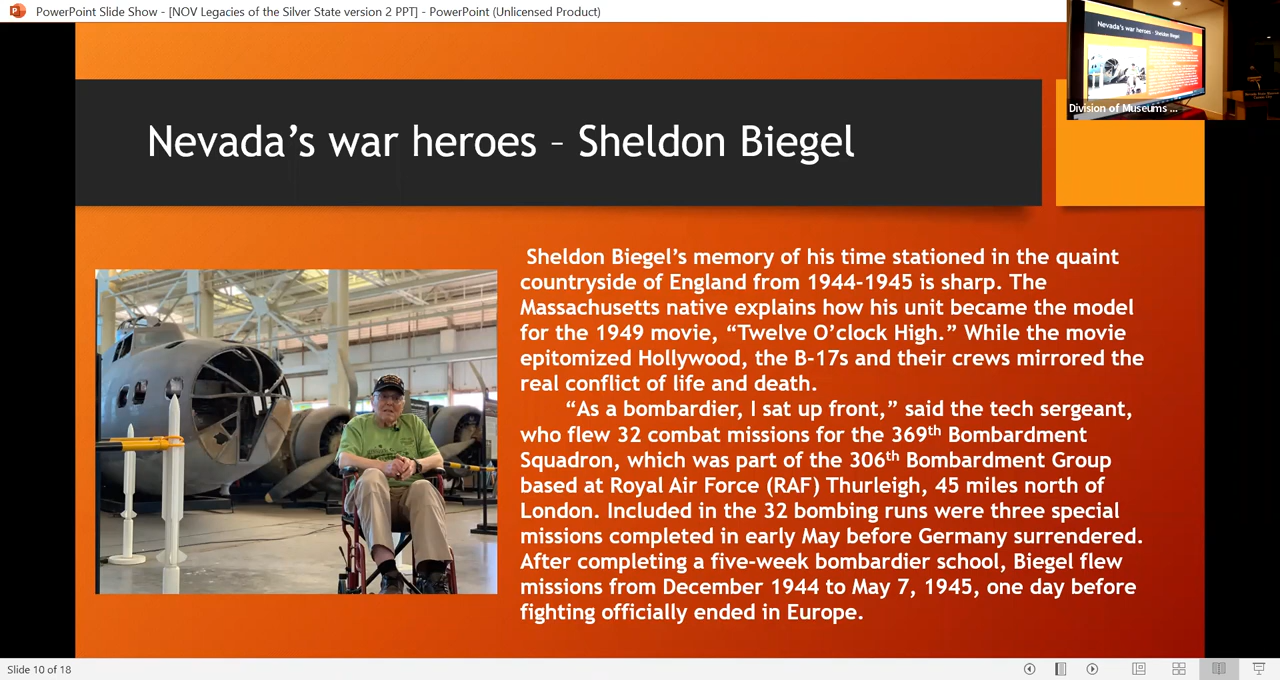 PowerPoint Slide Show - [NOV Legacies of the Silver State version 2 PPT] - PowerPoint (Unlicensed Product)
Nevada's war heroes - Sheldon Biegel
Division of Museums ...
Nevada’s war heroes – Sheldon Biegel
Sheldon Biegel’s memory of his time stationed in the quaint
countryside of England from 1944-1945 is sharp. The
Massachusetts native explains how his unit became the model
for the 1949 movie, “Twelve O’clock High.” While the movie
epitomized Hollywood, the B-17s and their crews mirrored the
real conflict of life and death.
“As a bombardier, I sat up front,” said the tech sergeant,
who flew 32 combat missions for the 369th Bombardment
Squadron, which was part of the 306th Bombardment Group
based at Royal Air Force (RAF) Thurleigh, 45 miles north of
London. Included in the 32 bombing runs were three special
missions completed in early May before Germany surrendered.
After completing a five-week bombardier school, Biegel flew
missions from December 1944 to May 7, 1945, one day before
fighting officially ended in Europe.
Slide 10 of 18